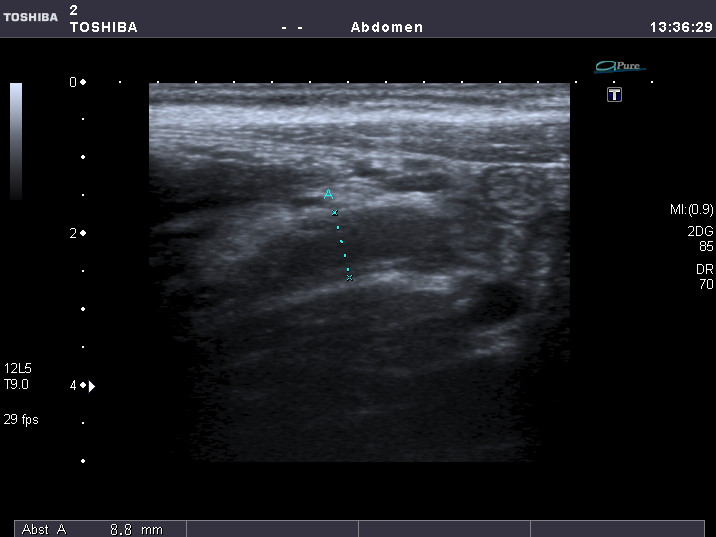 TOSHIBA
2
TOSHIBA - - Abdomen 13:36:29
0
APure
T
A
MI:(0.9)
2
2DG
85
DR
70
12L5
T9.0
4
29 fps
Abst A 8.8 mm